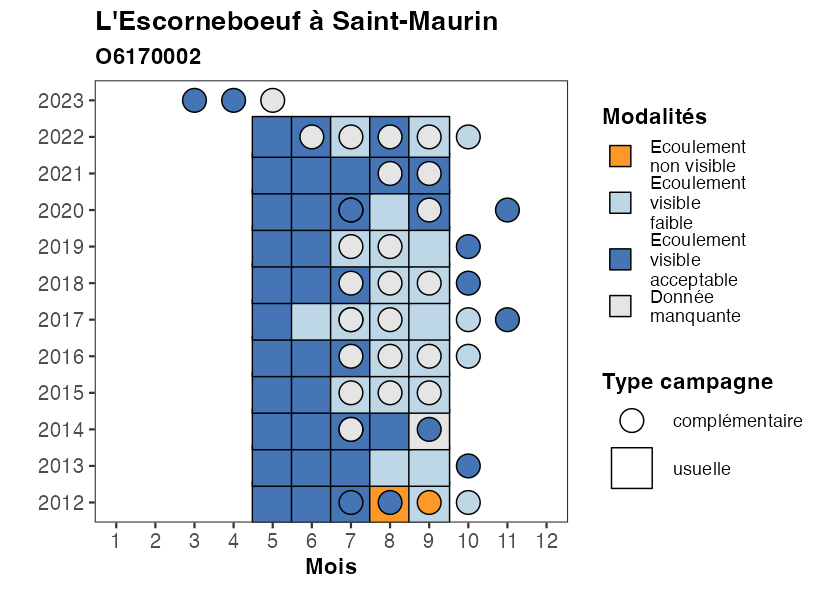 L'Escorneboeuf à Saint-Maurin
O6170002
2023
2022
2021
2020
2019
2018
2017
2016
2015
2014
2013
2012
1 2 3 4 5 6 7 8 9 10 11 12
Mois
Modalités
Ecoulement
non visible
Ecoulement
visible
faible
Ecoulement
visible
acceptable
Donnée
manquante
Type campagne
complémentaire
usuelle